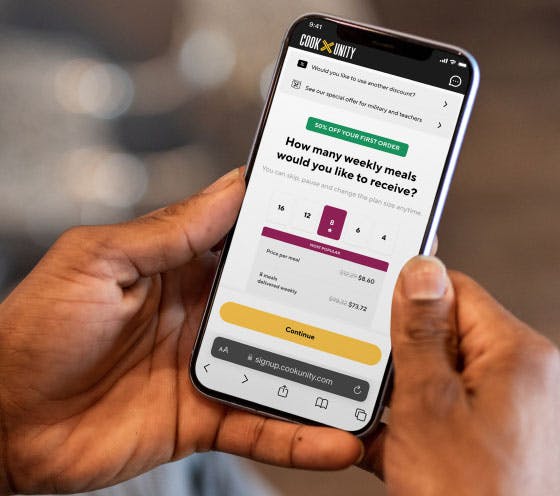 9:41
COOK UNITY
Would you like to use another discount?
See our special offer for military and teachers
50% OFF YOUR FIRST ORDER
How many weekly meals
would you like to receive?
You can skip, pause and change the plan size anytime.
16 12 8 6 4
MOST POPULAR
Price per meal $8.60
8 meals
delivered weekly $73.72
Continue
AA signup.cookunity.com